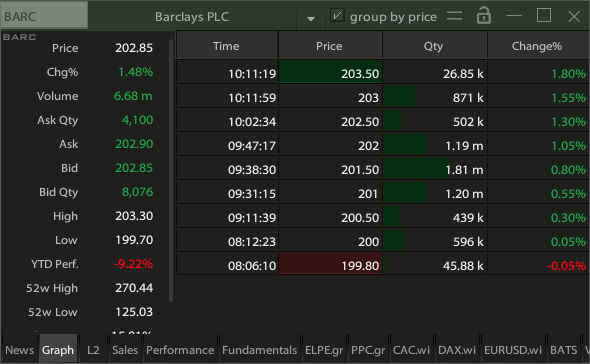 BARC Barclays PLC group by price
BARC
Price 202.85
Chg% 1.48%
Volume 6.68 m
Ask Qty 4,100
Ask 202.90
Bid 202.85
Bid Qty 8,076
High 203.30
Low 199.70
YTD Perf. -9.22%
52w High 270.44
52w Low 125.03
Time Price Qty Change%
10:11:19 203.50 26.85 k 1.80%
10:11:59 203 871 k 1.55%
10:02:34 202.50 502 k 1.30%
09:47:17 202 1.19 m 1.05%
09:38:30 201.50 1.81 m 0.80%
09:31:15 201 1.20 m 0.55%
09:11:39 200.50 439 k 0.30%
08:12:23 200 596 k 0.05%
08:06:10 199.80 45.88 k -0.05%
News Graph L2 Sales Performance Fundamentals ELPE.gr PPC.gr CAC.wi DAX.wi EURUSD.wi BATS